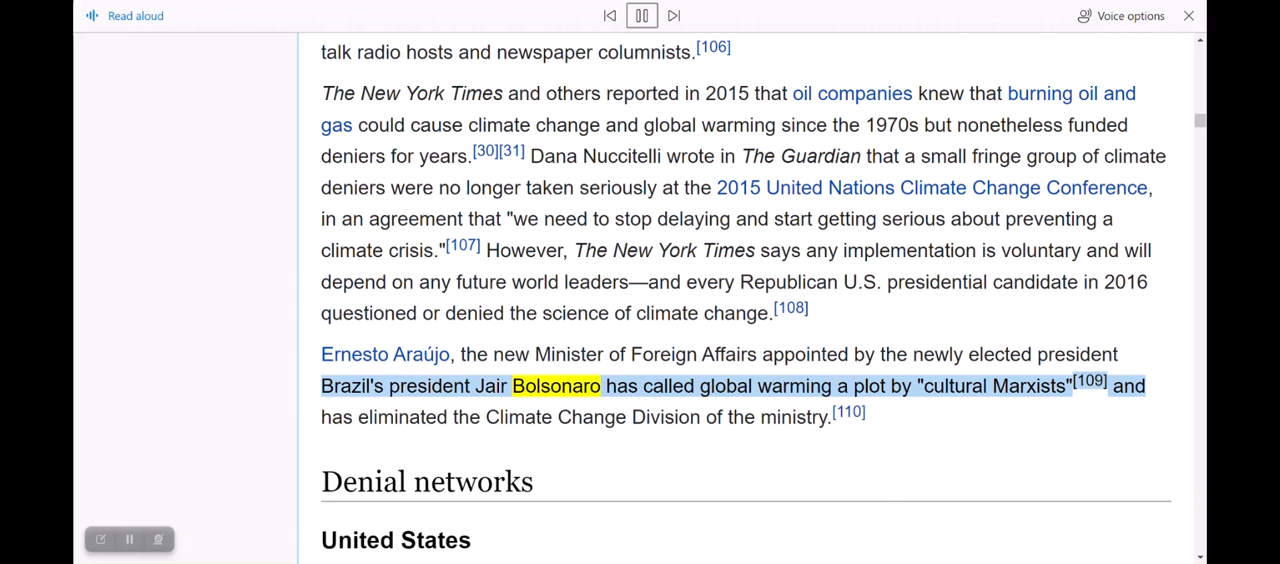 Read aloud
Voice options
talk radio hosts and newspaper columnists.[106]
The New York Times and others reported in 2015 that oil companies knew that burning oil and
gas could cause climate change and global warming since the 1970s but nonetheless funded
deniers for years.[30][31] Dana Nuccitelli wrote in The Guardian that a small fringe group of climate
deniers were no longer taken seriously at the 2015 United Nations Climate Change Conference,
in an agreement that "we need to stop delaying and start getting serious about preventing a
climate crisis."[107] However, The New York Times says any implementation is voluntary and will
depend on any future world leaders—and every Republican U.S. presidential candidate in 2016
questioned or denied the science of climate change.[108]
Ernesto Araújo, the new Minister of Foreign Affairs appointed by the newly elected president
Brazil's president Jair Bolsonaro has called global warming a plot by "cultural Marxists"[109] and
has eliminated the Climate Change Division of the ministry.[110]
Denial networks
United States